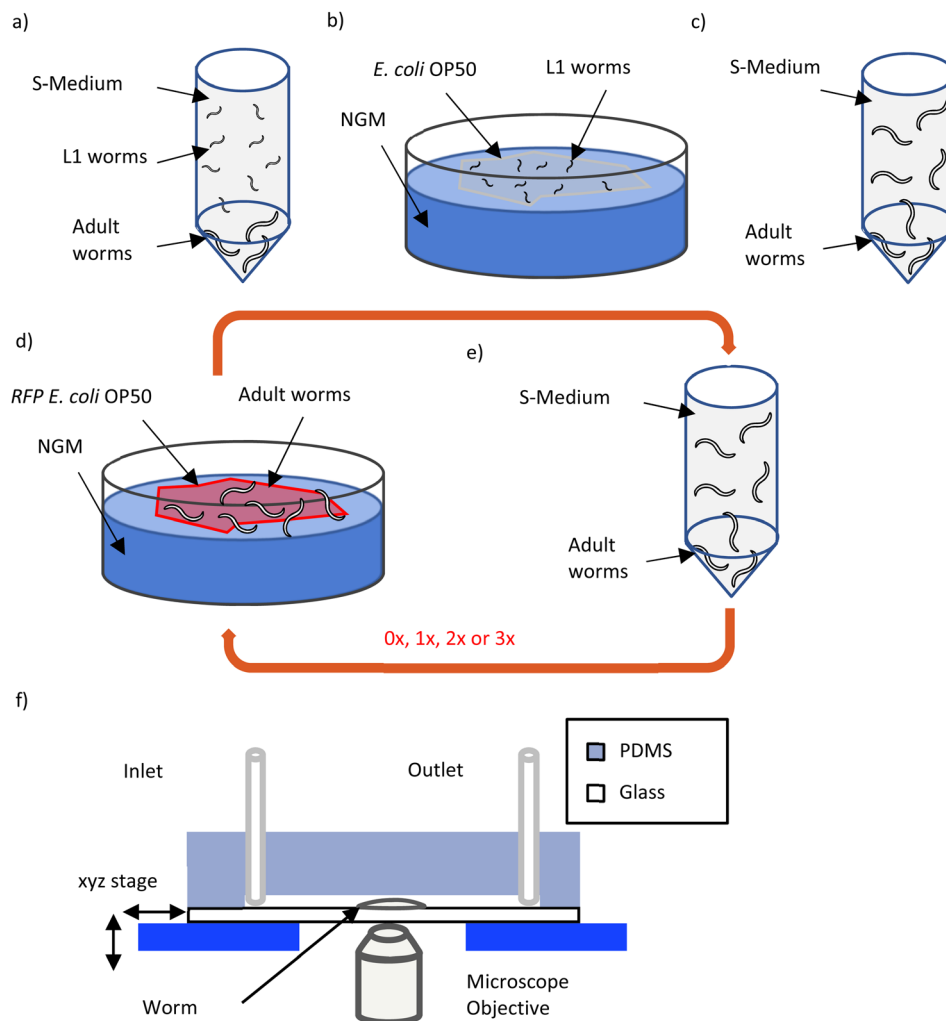 a)
S-Medium
L1 worms
Adult
worms
b)
E. coli OP50
L1 worms
NGM
c)
S-Medium
Adult
worms
d)
RFP E. coli OP50
Adult worms
NGM
e)
S-Medium
Adult
worms
0x, 1x, 2x or 3x
f)
Inlet
Outlet
PDMS
Glass
xyz stage
Worm
Microscope
Objective